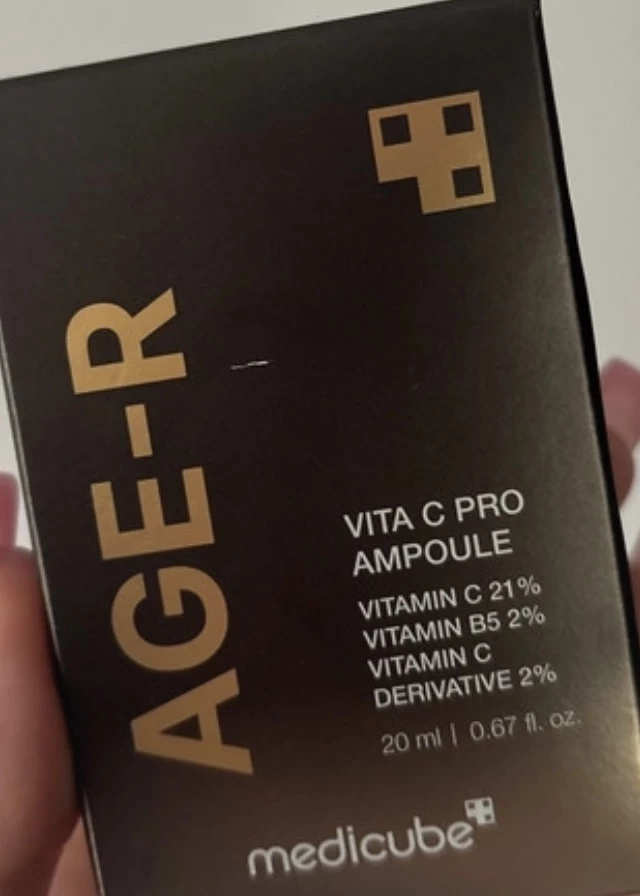 AGE-R
VITA C PRO
AMPOULE
VITAMIN C 21%
VITAMIN B5 2%
VITAMIN C
DERIVATIVE 2%
20 ml | 0.67 fl. oz.
medicube